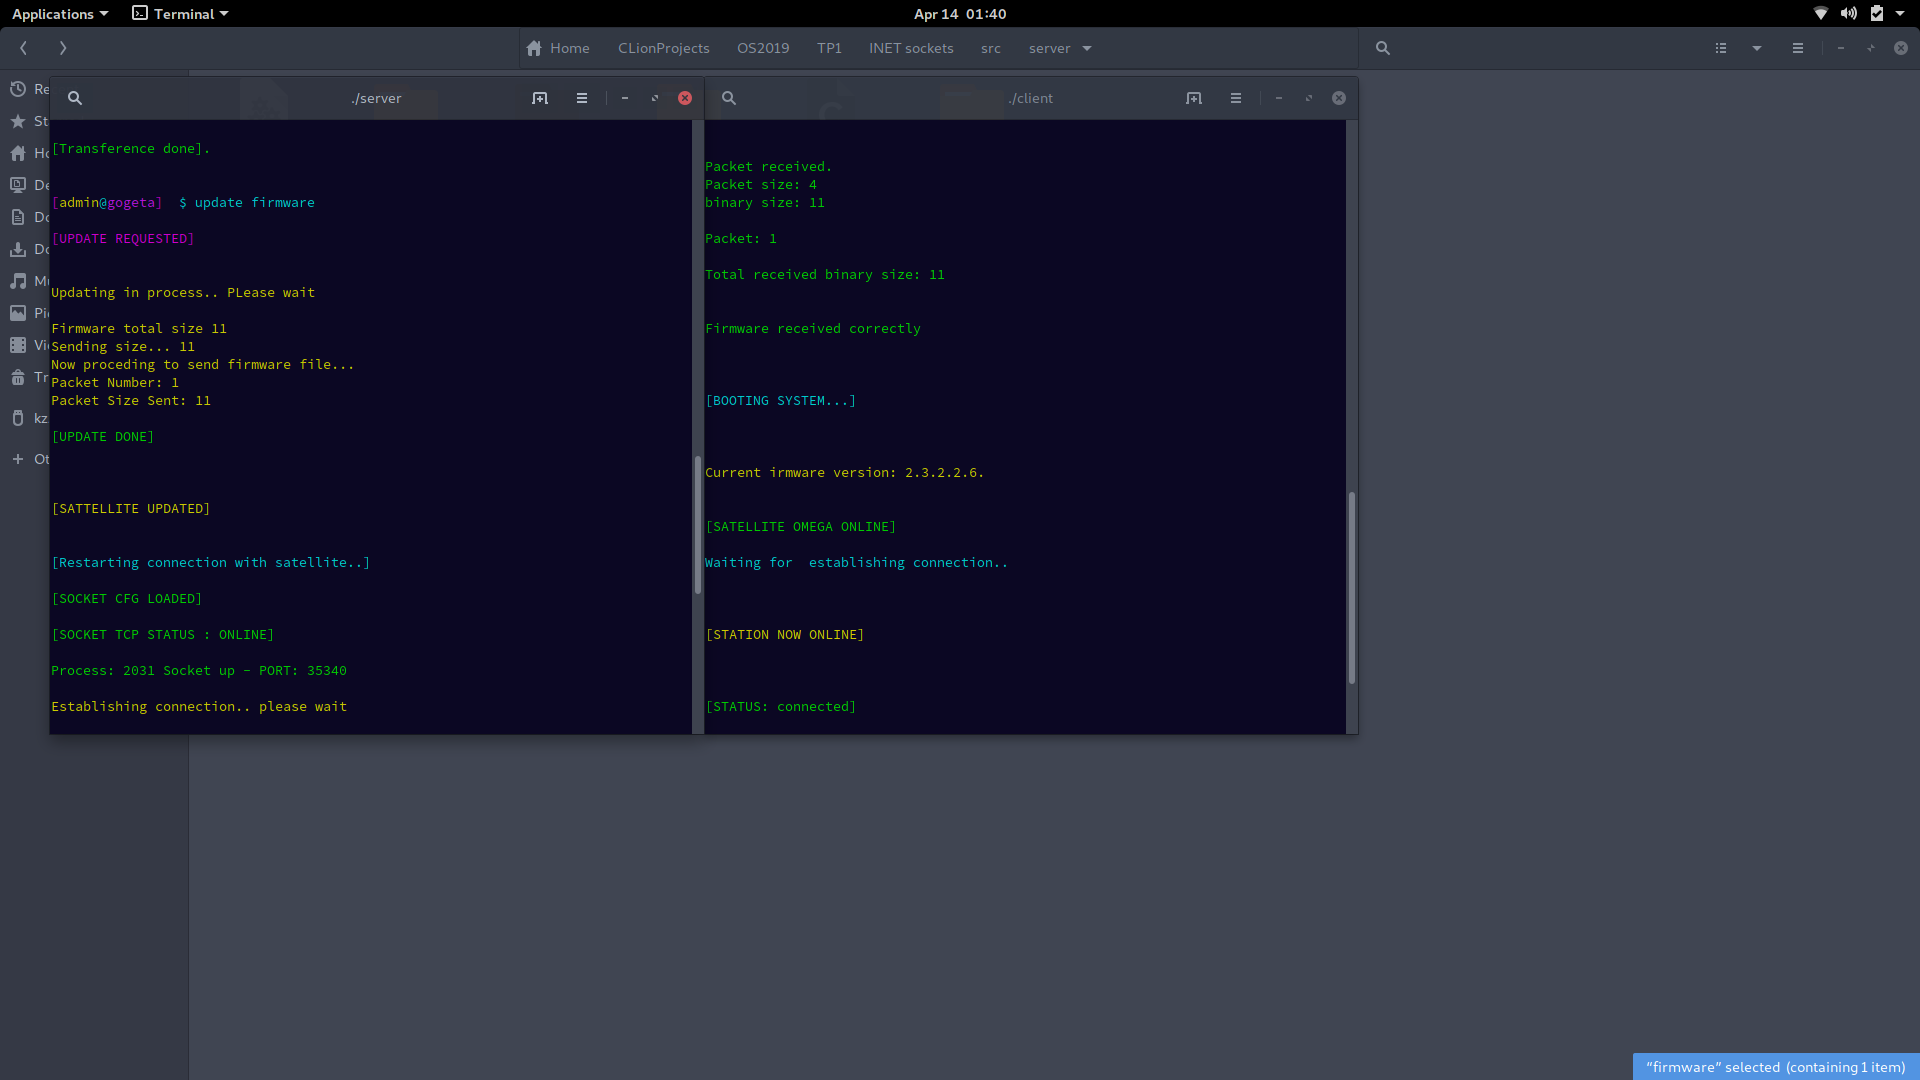 Applications
Terminal
Apr 14 01:40
Home
CLionProjects
OS2019
TP1
INET sockets
src
server
Re
St
Ho
De
Do
Do
Mu
Pic
Vi
Tr
kz
Ot
./server
[Transference done].
[admin@gogeta]  $ update firmware
[UPDATE REQUESTED]
Updating in process.. PLease wait
Firmware total size 11
Sending size... 11
Now proceding to send firmware file...
Packet Number: 1
Packet Size Sent: 11
[UPDATE DONE]
[SATTELLITE UPDATED]
[Restarting connection with satellite..]
[SOCKET CFG LOADED]
[SOCKET TCP STATUS : ONLINE]
Process: 2031 Socket up - PORT: 35340
Establishing connection.. please wait
./client
Packet received.
Packet size: 4
binary size: 11
Packet: 1
Total received binary size: 11
Firmware received correctly
[BOOTING SYSTEM...]
Current irmware version: 2.3.2.2.6.
[SATELLITE OMEGA ONLINE]
Waiting for  establishing connection..
[STATION NOW ONLINE]
[STATUS: connected]
“firmware” selected (containing 1 item)